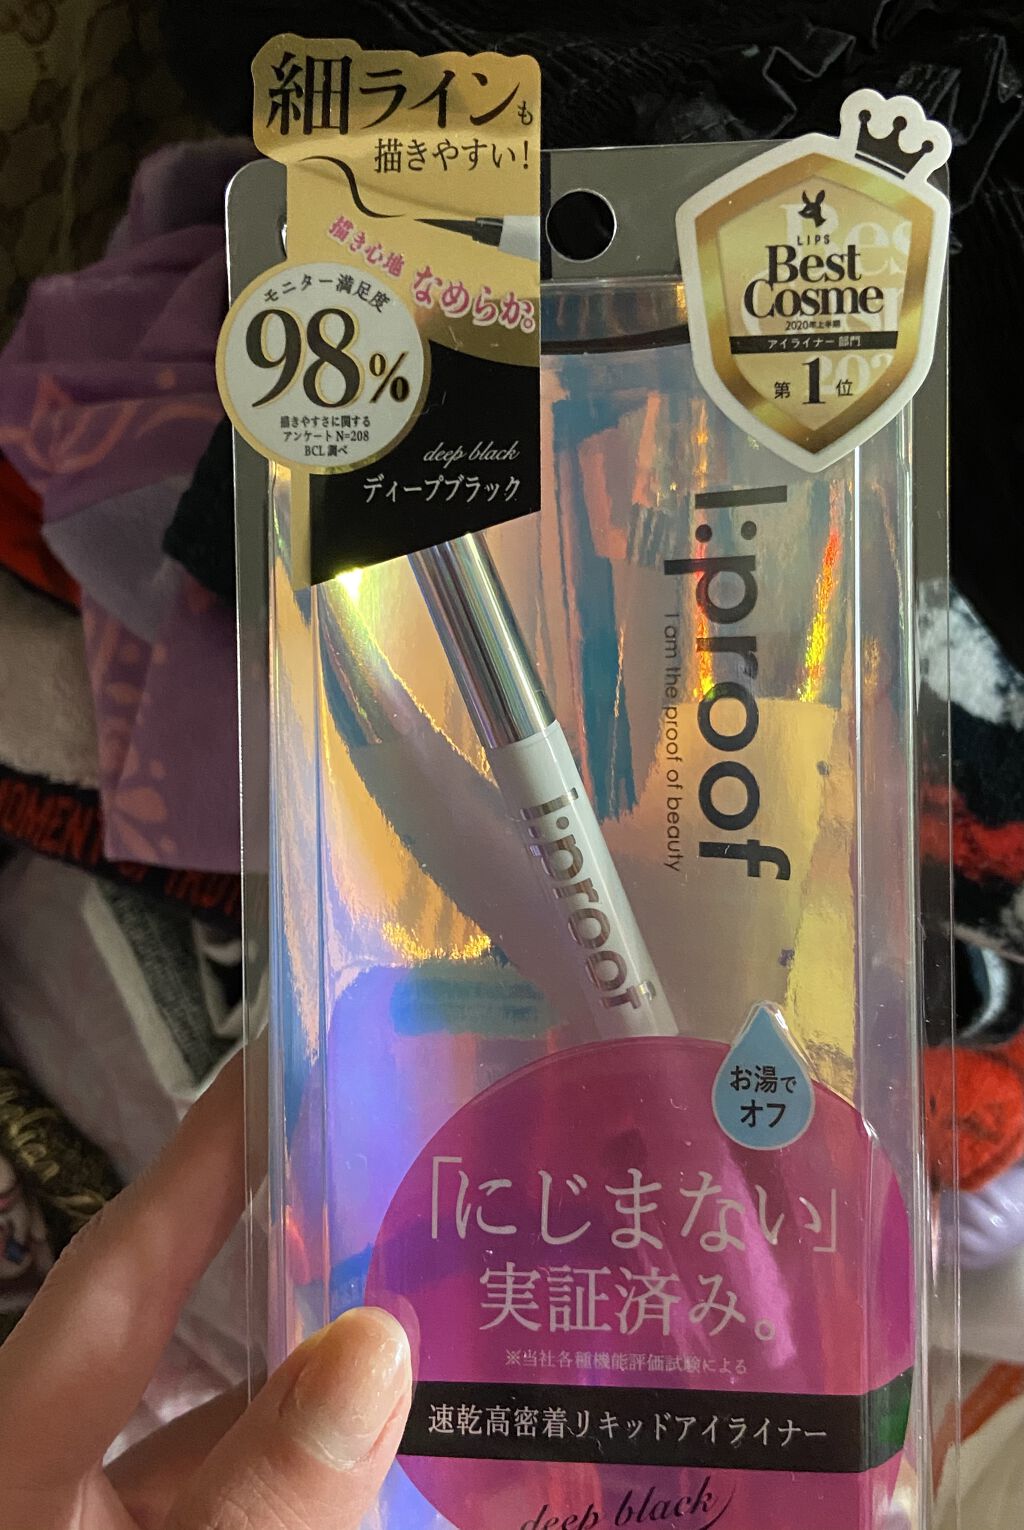 細ラインも
描きやすい!
描き心地
なめらか。
モニター満足度
98%
描きやすさに関する
アンケート N=208
BCL 調べ
deep black
ディープブラック
LIPS
Best
Cosme
2020年上半期
アイライナー部門
第1位
I:proof
I am the proof of beauty
I:proof
お湯で
オフ
「にじまない」
実証済み。
※当社各種機能評価試験による
速乾高密着リキッドアイライナー
deep black